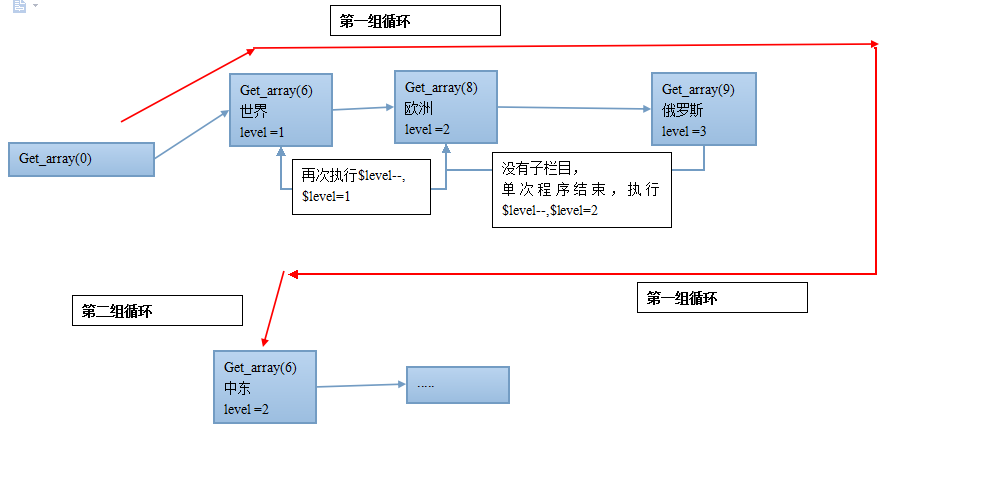 第一组循环
Get_array(0)
Get_array(6)
世界
level =1
Get_array(8)
欧洲
level =2
Get_array(9)
俄罗斯
level =3
再次执行$level--,
$level=1
没有子栏目，
单次程序结束，执行
$level--,$level=2
第二组循环
第一组循环
Get_array(6)
中东
level =2
.....